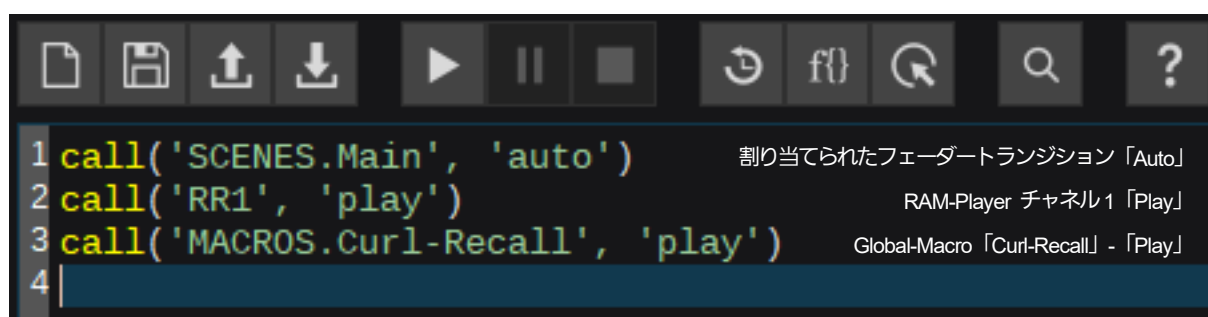 f{} ?
1 call('SCENES.Main', 'auto') 割り当てられたフェーダートランジション「Auto」
2 call('RR1', 'play') RAM-Player チャネル 1「Play」
3 call('MACROS.Curl-Recall', 'play') Global-Macro「Curl-Recall」-「Play」
4